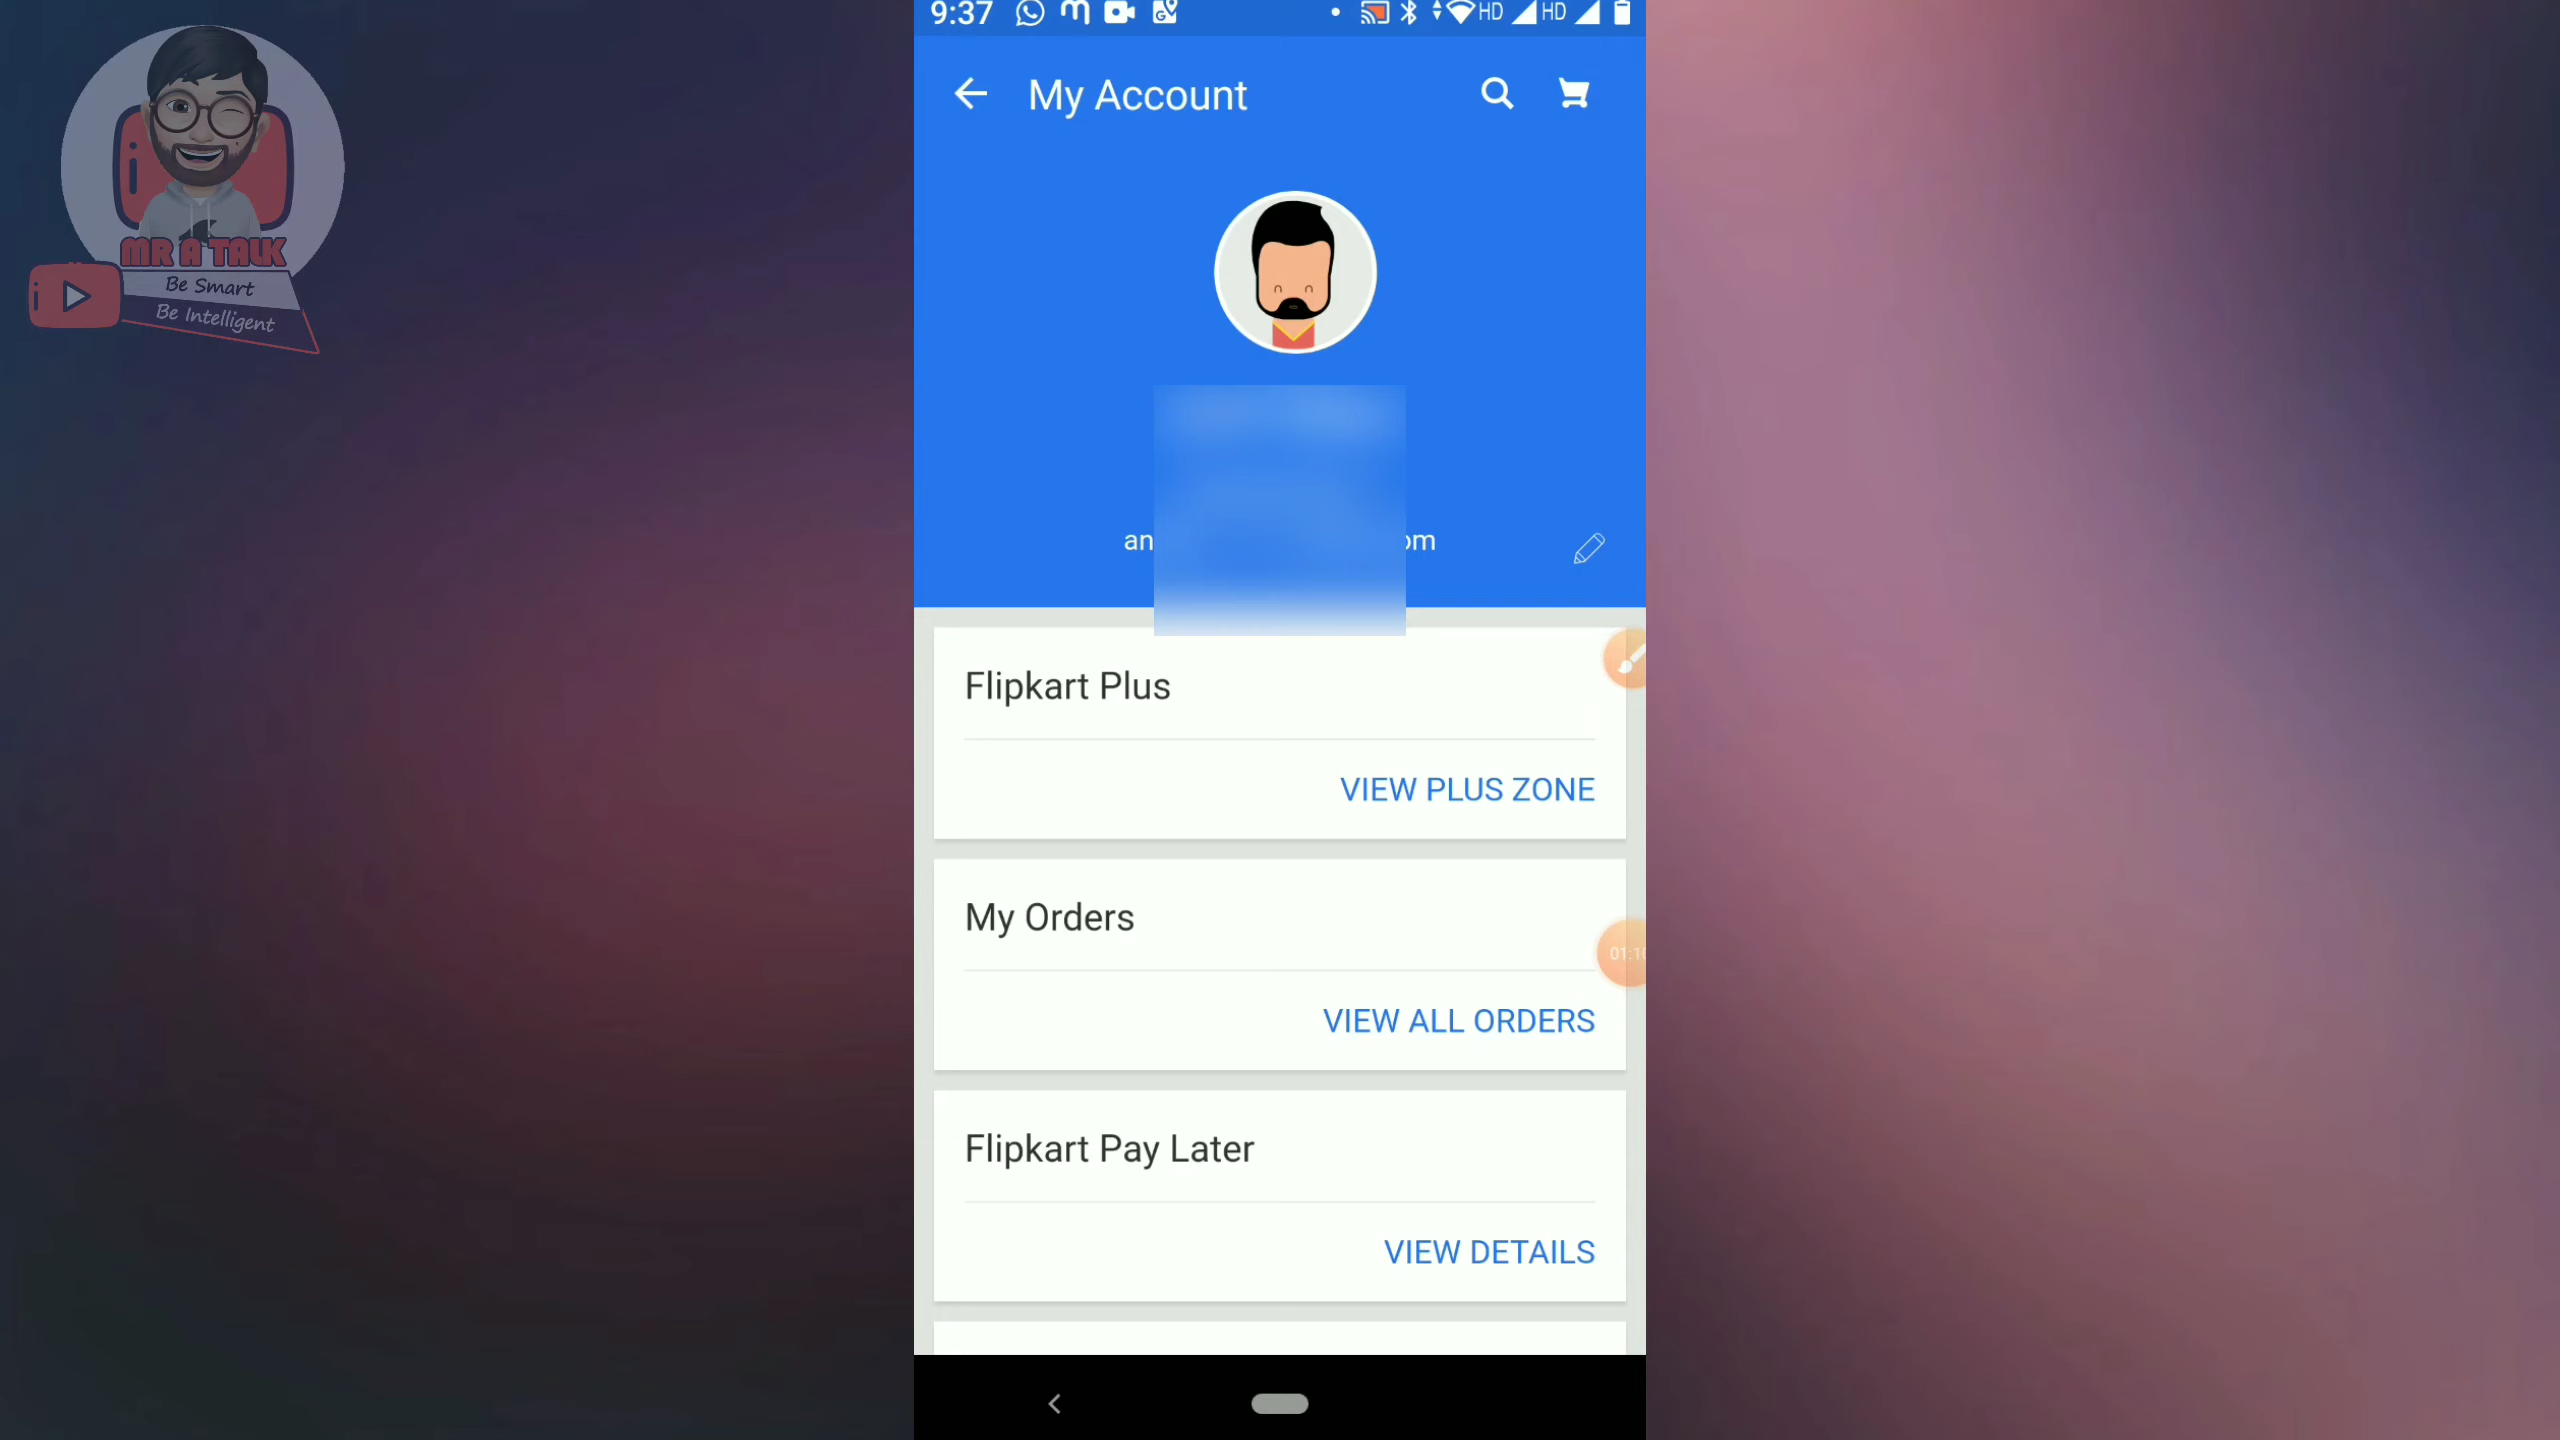 9:37
HD
HD
My Account
MR A TALK
Be Smart
Be Intelligent
Flipkart Plus
VIEW PLUS ZONE
My Orders
VIEW ALL ORDERS
Flipkart Pay Later
VIEW DETAILS